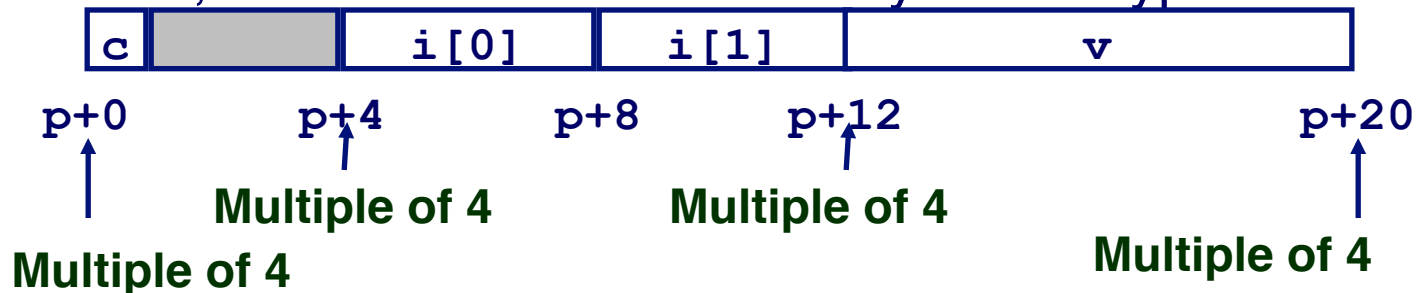 c i[0] i[1] v
p+0 p+4 p+8 p+12 p+20
Multiple of 4 Multiple of 4
Multiple of 4 Multiple of 4